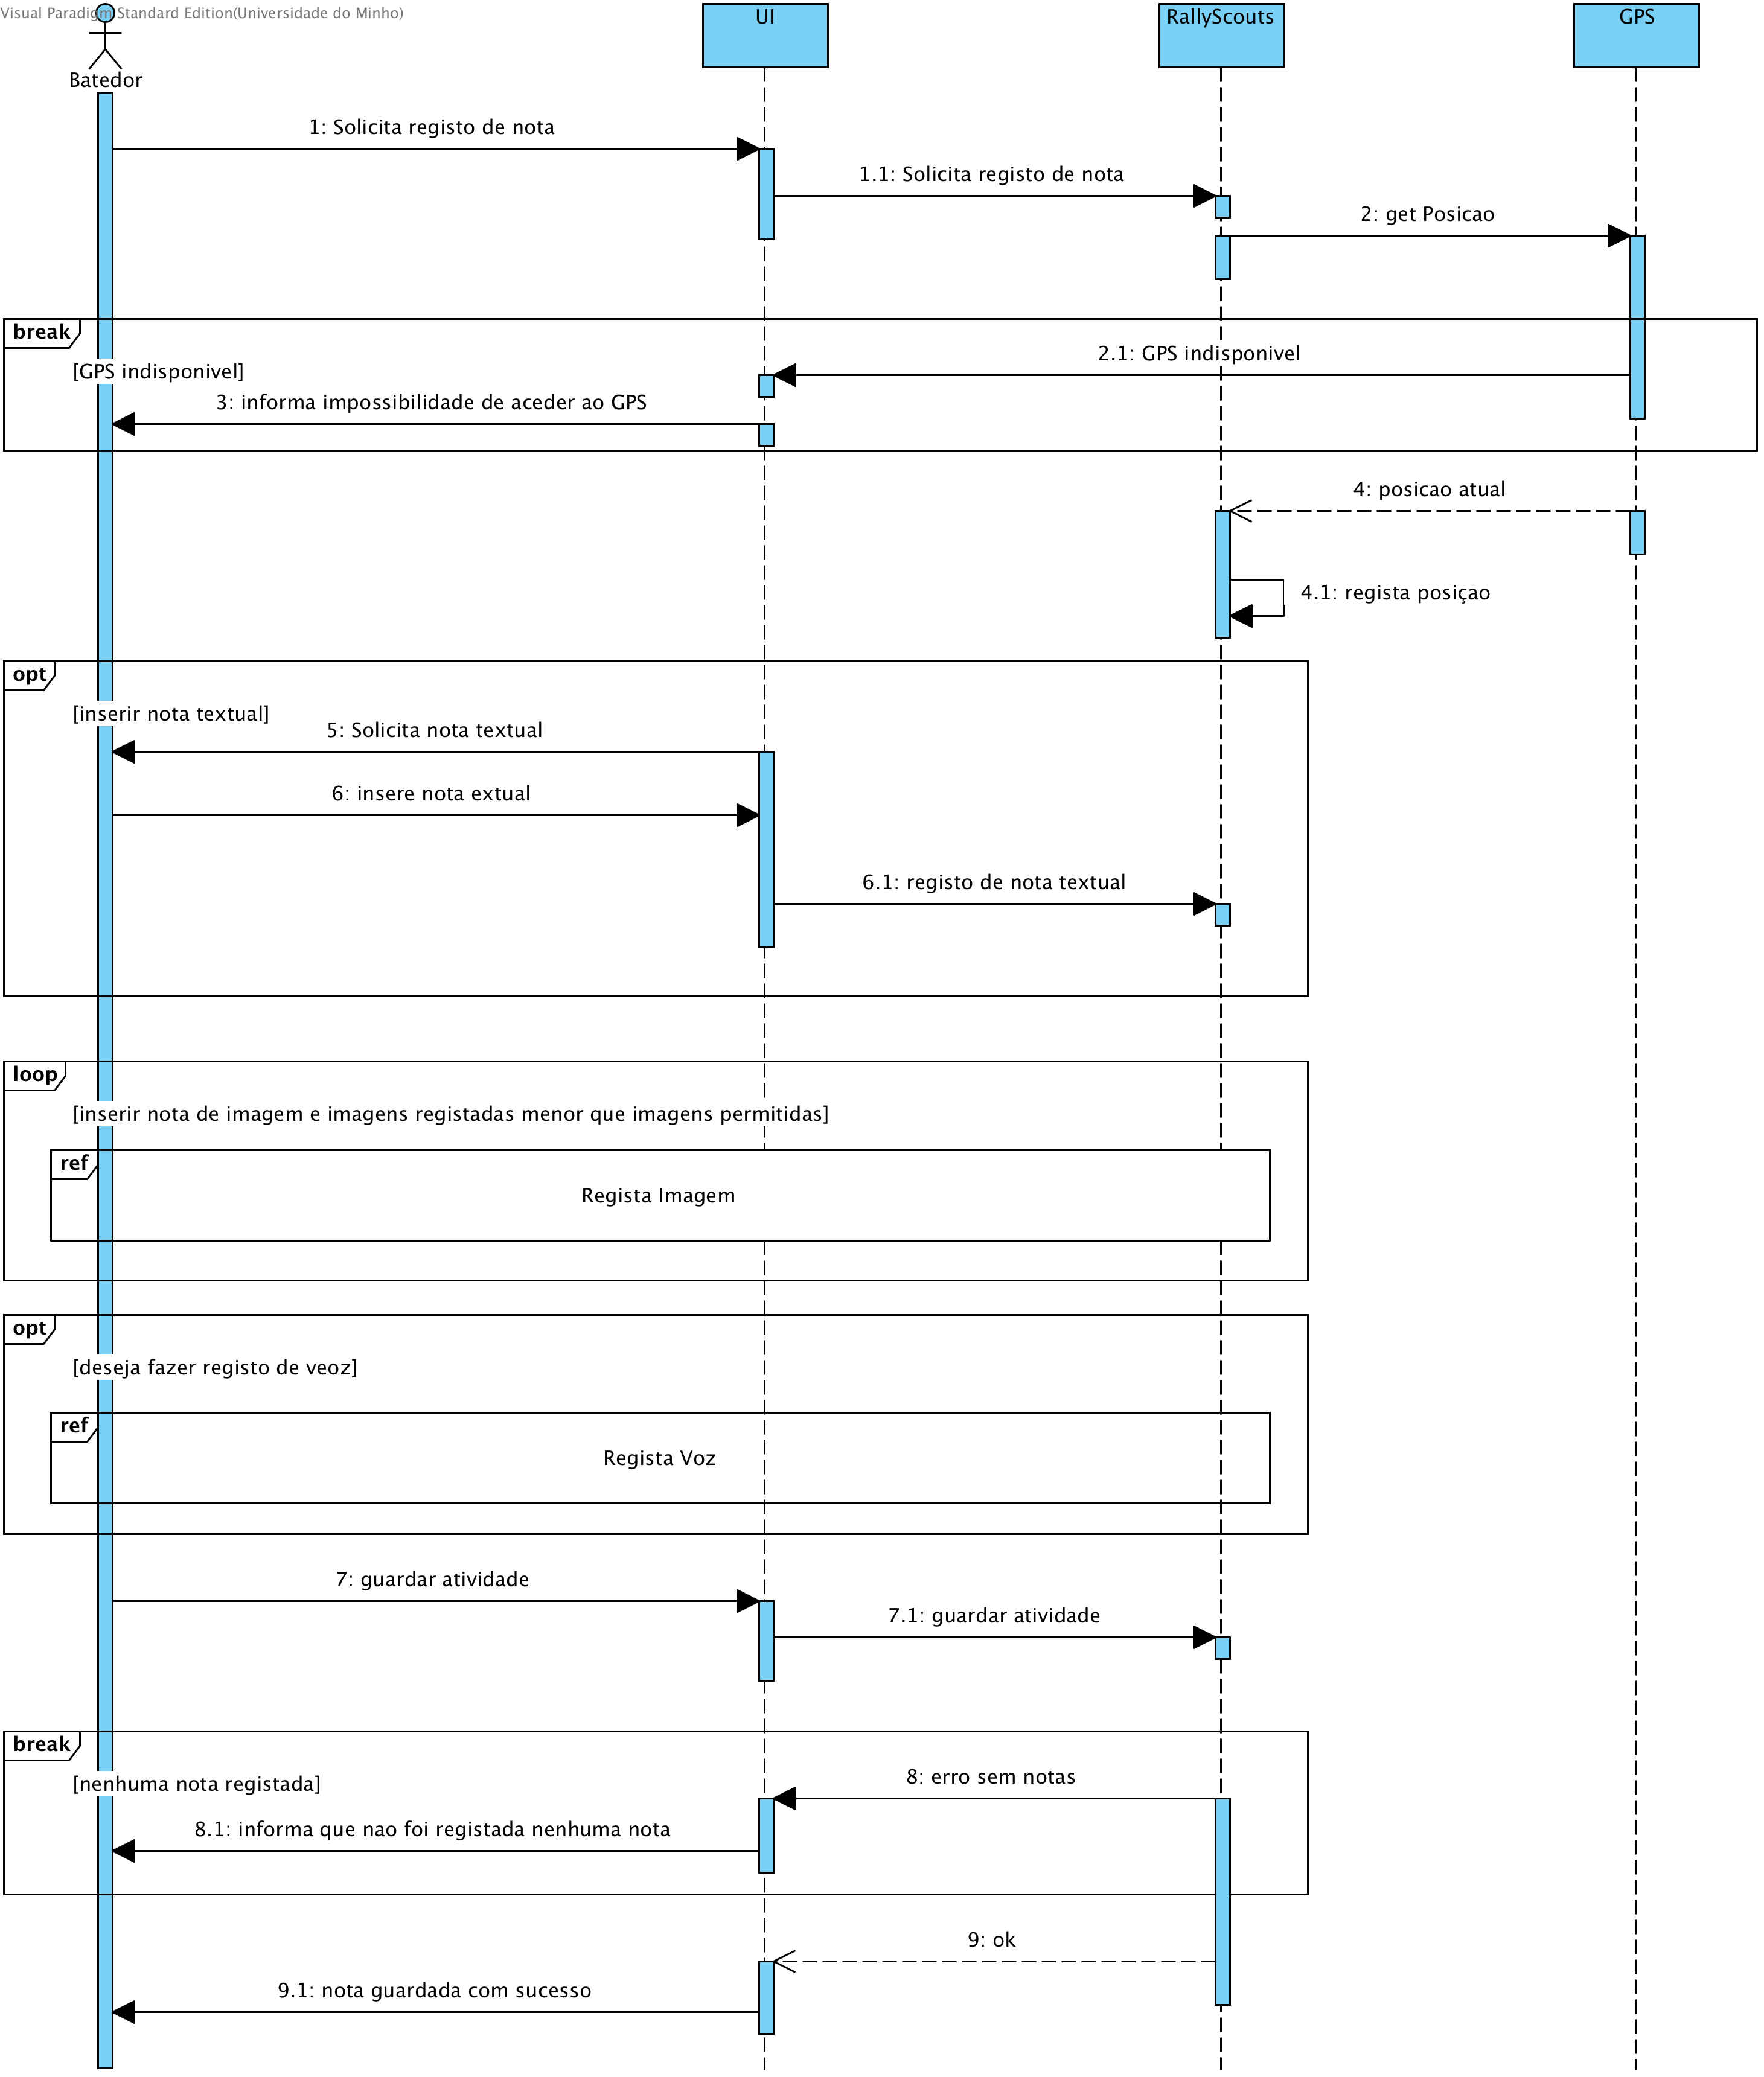 Visual Paradigm Standard Edition(Universidade do Minho)
UI
RallyScouts
GPS
Batedor
1: Solicita registo de nota
1.1: Solicita registo de nota
2: get Posicao
break
[GPS indisponivel]
2.1: GPS indisponivel
3: informa impossibilidade de aceder ao GPS
4: posicao atual
4.1: regista posiçao
opt
[inserir nota textual]
5: Solicita nota textual
6: insere nota extual
6.1: registo de nota textual
loop
[inserir nota de imagem e imagens registadas menor que imagens permitidas]
ref
Regista Imagem
opt
[deseja fazer registo de veoz]
ref
Regista Voz
7: guardar atividade
7.1: guardar atividade
break
[nenhuma nota registada]
8: erro sem notas
8.1: informa que nao foi registada nenhuma nota
9: ok
9.1: nota guardada com sucesso